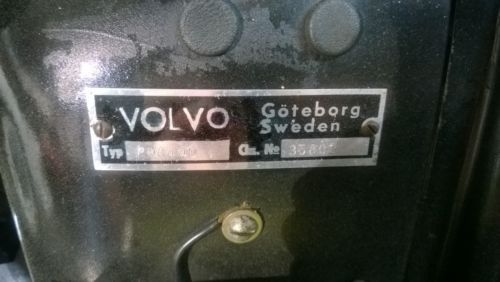 VOLVO Göteborg
Sweden
Typ. Ch. No